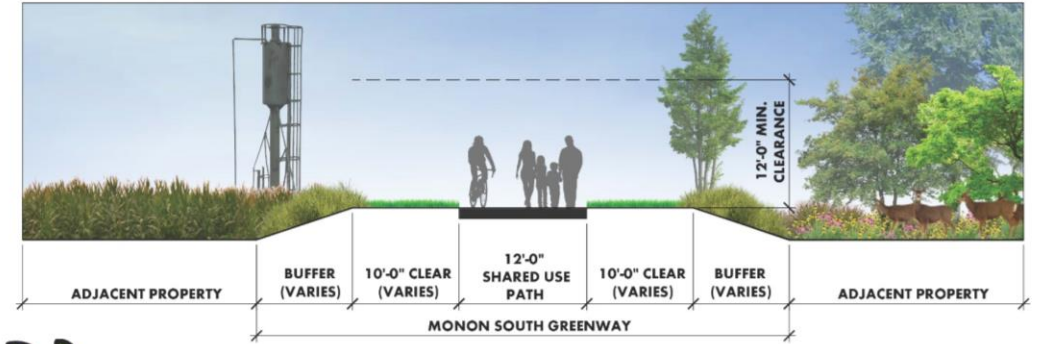 12'-0" MIN.
CLEARANCE
ADJACENT PROPERTY
BUFFER
(VARIES)
10'-0" CLEAR
(VARIES)
12'-0"
SHARED USE
PATH
10'-0" CLEAR
(VARIES)
BUFFER
(VARIES)
ADJACENT PROPERTY
MONON SOUTH GREENWAY